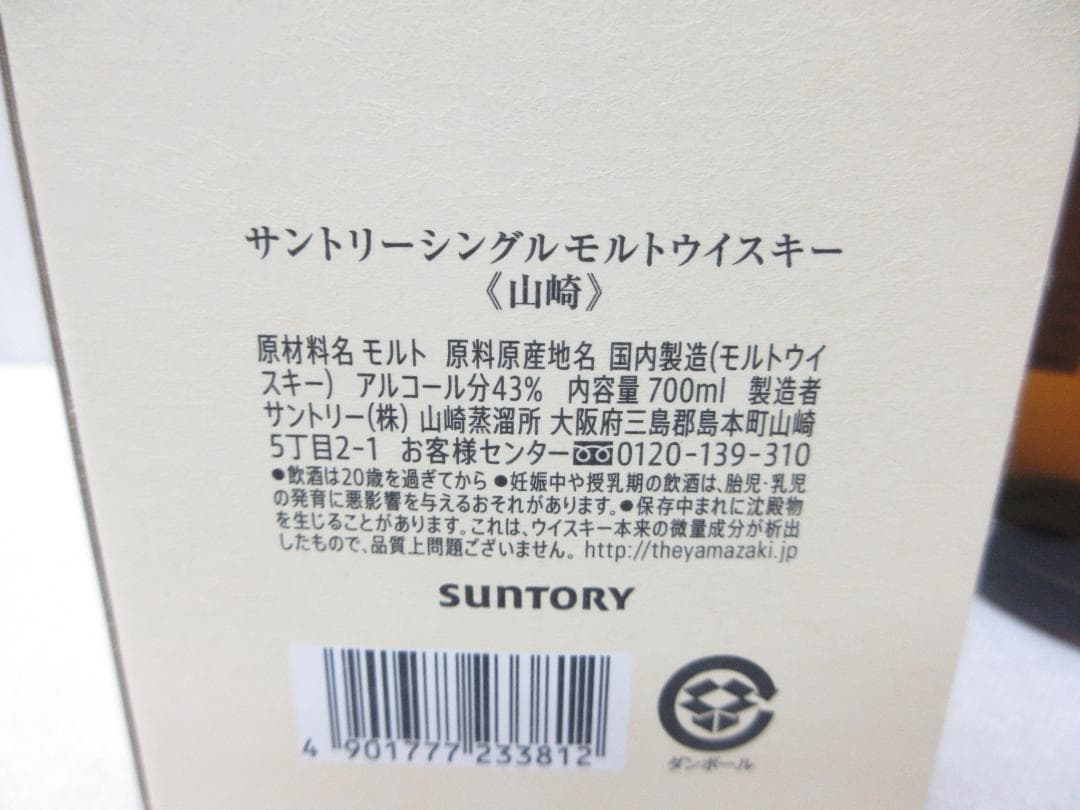 サントリーシングルモルトウイスキー
《山崎》
原材料名 モルト 原料原産地名 国内製造(モルトウイ
スキー) アルコール分43% 内容量 700ml 製造者
サントリー(株) 山崎蒸溜所 大阪府三島郡島本町山崎
5丁目2-1 お客様センター 0120-139-310
●飲酒は20歳を過ぎてから ●妊娠中や授乳期の飲酒は、胎児・乳児
の発育に悪影響を与えるおそれがあります。●保存中まれに沈殿物
を生じることがあります。これは、ウイスキー本来の微量成分が析出
したもので、品質上問題ございません。 http://theyamazaki.jp
SUNTORY
4 901777 233812
ダンボール